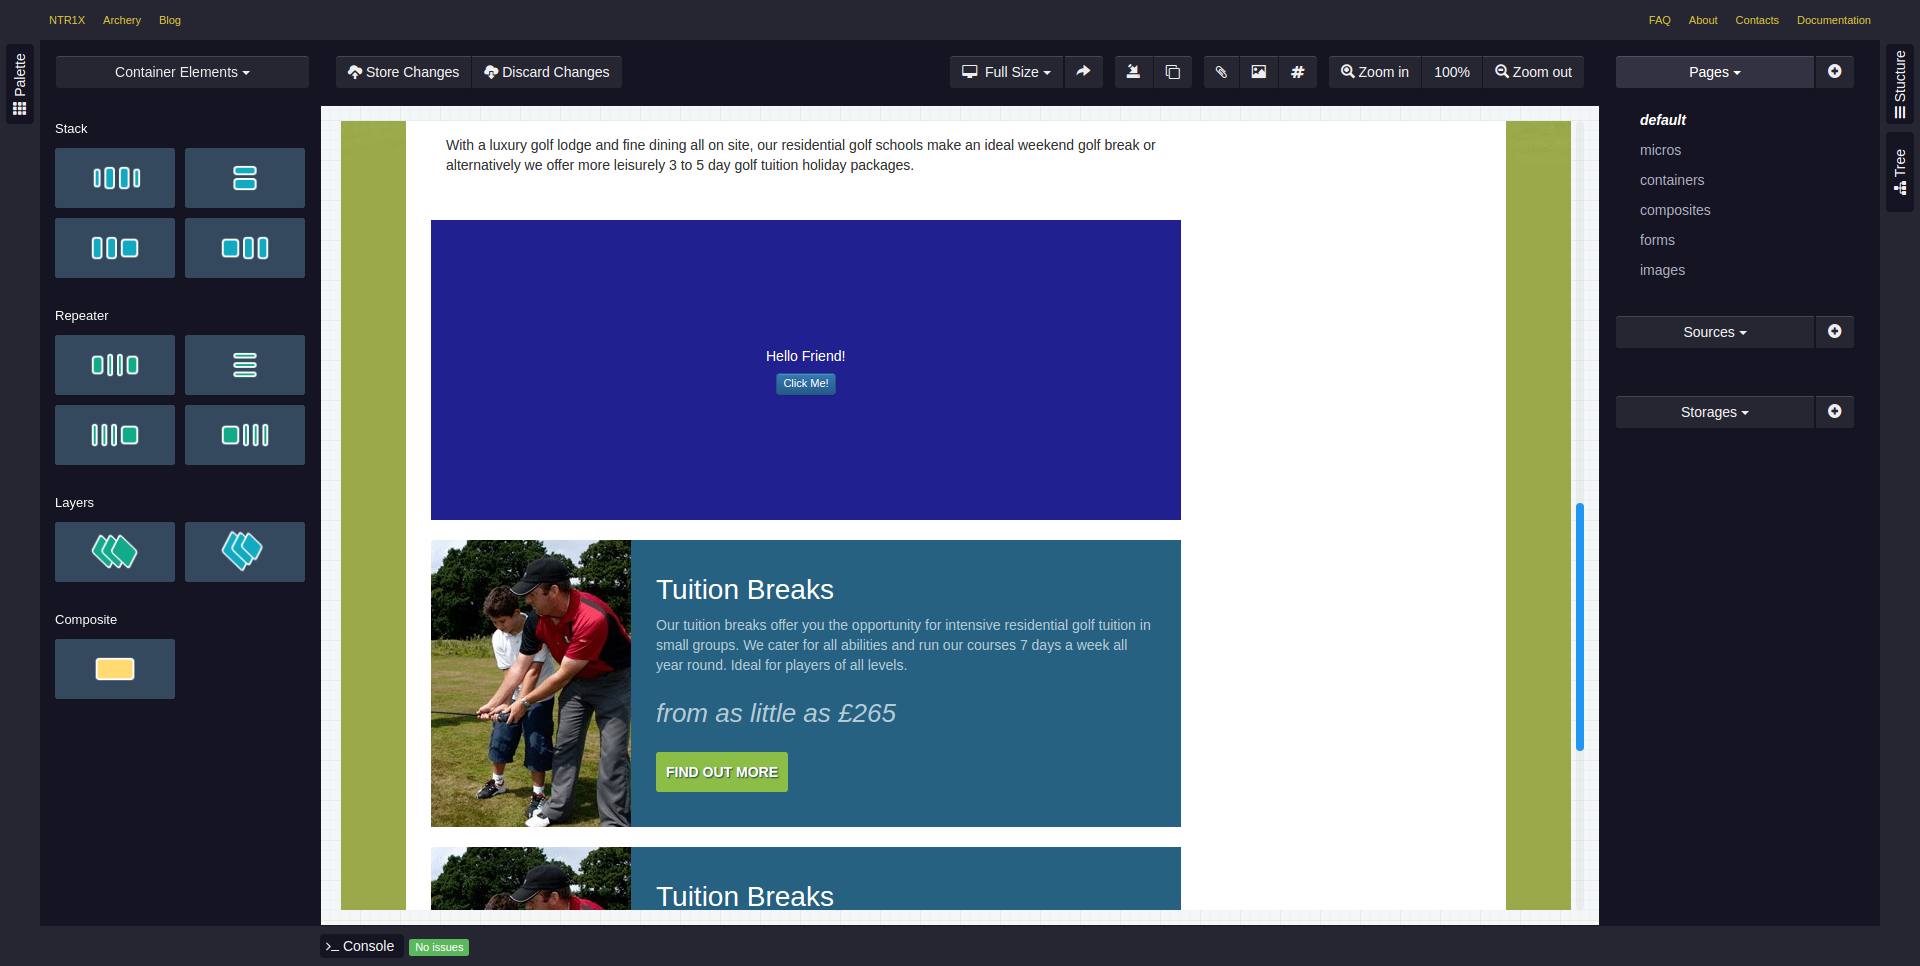 NTR1X Archery Blog FAQ About Contacts Documentation
Palette
Container Elements
Store Changes Discard Changes Full Size Zoom in 100% Zoom out
Pages
Stucture
Tree
Stack
Repeater
Layers
Composite
With a luxury golf lodge and fine dining all on site, our residential golf schools make an ideal weekend golf break or
alternatively we offer more leisurely 3 to 5 day golf tuition holiday packages.
Hello Friend!
Click Me!
Tuition Breaks
Our tuition breaks offer you the opportunity for intensive residential golf tuition in
small groups. We cater for all abilities and run our courses 7 days a week all
year round. Ideal for players of all levels.
from as little as £265
FIND OUT MORE
Tuition Breaks
default
micros
containers
composites
forms
images
Sources
Storages
Console No issues